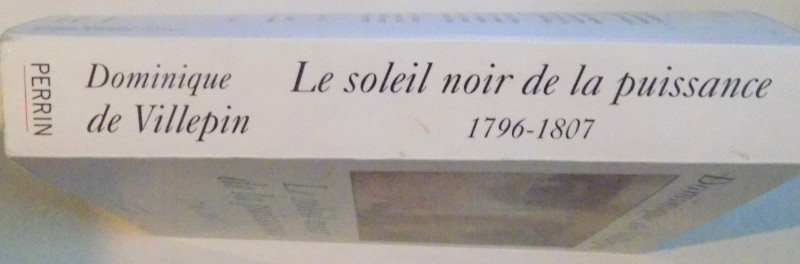 PERRIN
Dominique
de Villepin
Le soleil noir de la puissance
1796-1807